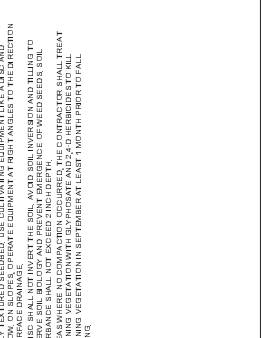 TEXTURED SEEDBED, USE CULTIVATING EQUIPMENT LIKE A DISC AND
ON SLOPES, OPERATE EQUIPMENT AT RIGHT ANGLES TO THE DIRECTION
RFACE DRAINAGE.
ISC SHALL NOT INVERT THE SOIL. AVOID SOIL INVERSION AND TILLING TO
ERVE SOIL BIOLOGY AND PREVENT EMERGENCE OF WEED SEEDS, SOIL
RBANCE SHALL NOT EXCEED 2 INCH DEPTH.
EAS WHERE NO COMPACTION OCCURRED, THE CONTRACTOR SHALL TREAT
NING VEGETATION WITH GLYPHOSATE AND 2,4-D HERBICIDES TO KILL
NING VEGETATION IN SEPTEMBER AT LEAST 1 MONTH PRIOR TO FALL
NG.